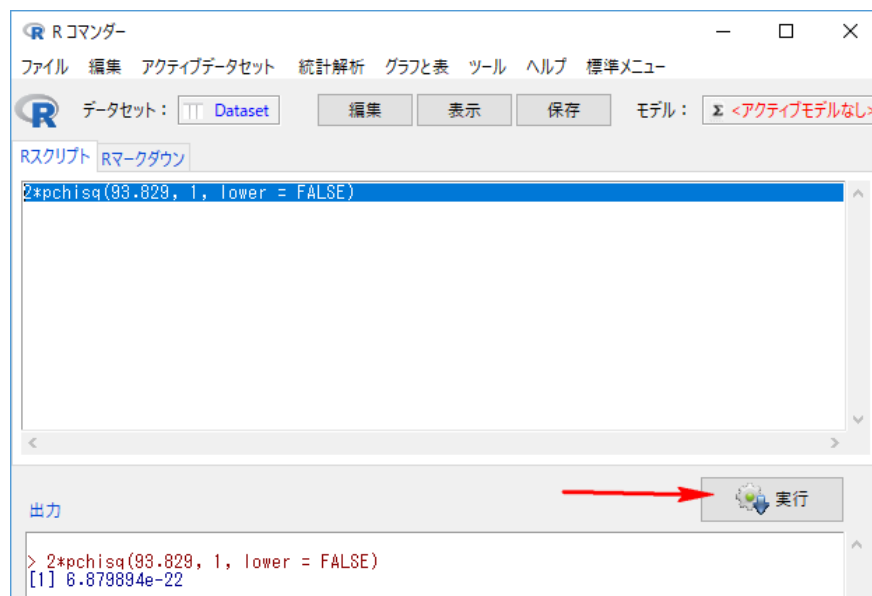 R コマンダー
ファイル 編集 アクティブデータセット 統計解析 グラフと表 ツール ヘルプ 標準メニュー
データセット： Dataset 編集 表示 保存 モデル： Σ <アクティブモデルなし>
Rスクリプト Rマークダウン
2*pchisq(93.829, 1, lower = FALSE)
実行
出力
> 2*pchisq(93.829, 1, lower = FALSE)
[1] 6.879894e-22